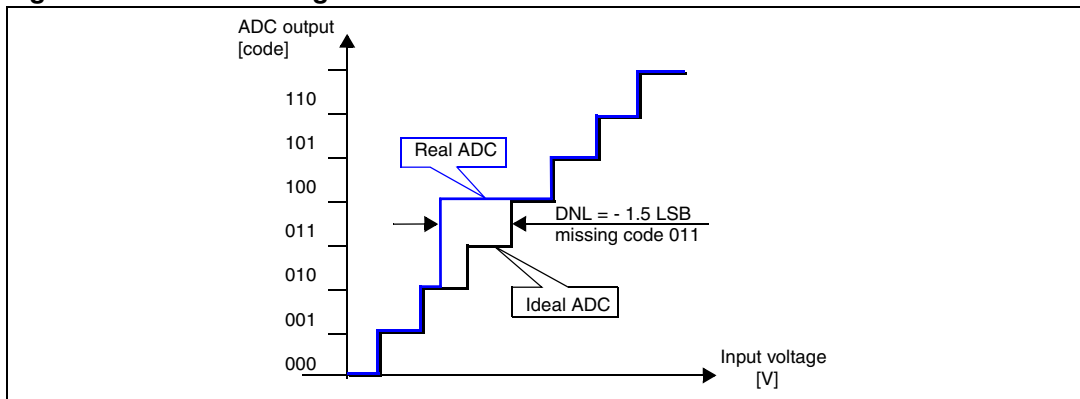 ADC output
[code]
110
101
Real ADC
100
DNL = - 1.5 LSB
011
missing code 011
010
Ideal ADC
001
000
Input voltage
[V]